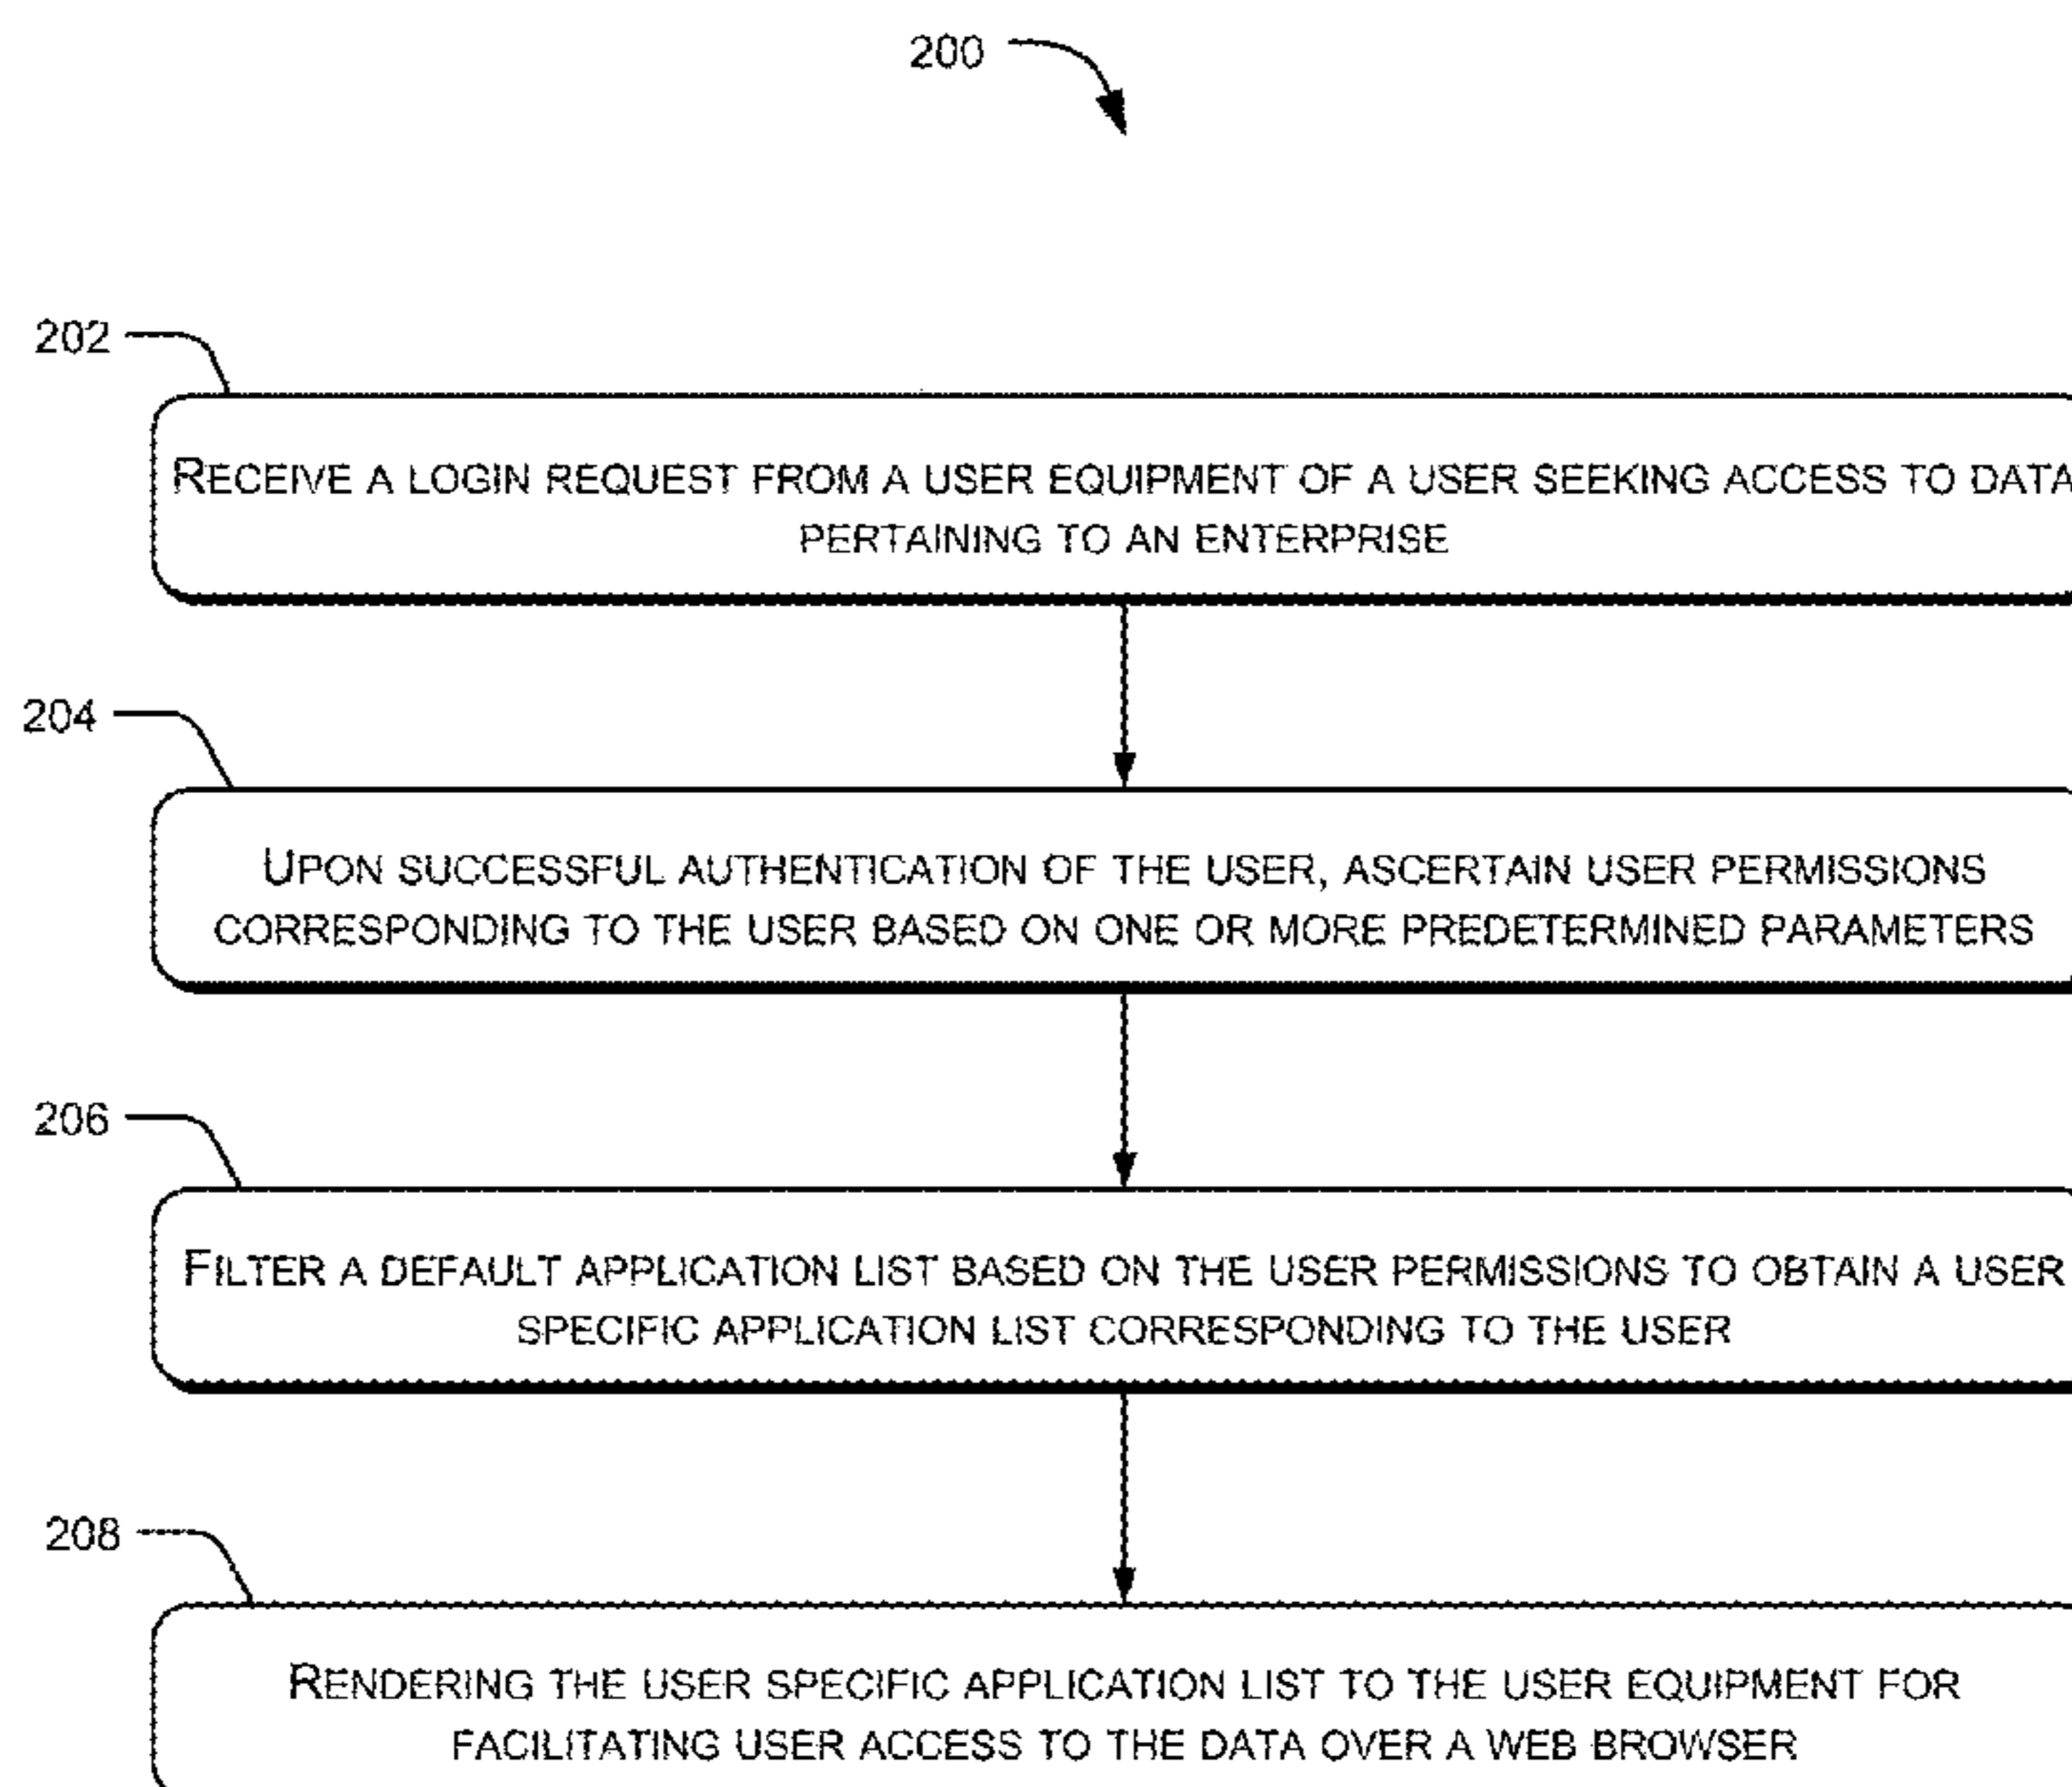 200
202
RECEIVE A LOGIN REQUEST FROM A USER EQUIPMENT OF A USER SEEKING ACCESS TO DATA
PERTAINING TO AN ENTERPRISE
204
UPON SUCCESSFUL AUTHENTICATION OF THE USER, ASCERTAIN USER PERMISSIONS
CORRESPONDING TO THE USER BASED ON ONE OR MORE PREDETERMINED PARAMETERS
206
FILTER A DEFAULT APPLICATION LIST BASED ON THE USER PERMISSIONS TO OBTAIN A USER
SPECIFIC APPLICATION LIST CORRESPONDING TO THE USER
208
RENDERING THE USER SPECIFIC APPLICATION LIST TO THE USER EQUIPMENT FOR
FACILITATING USER ACCESS TO THE DATA OVER A WEB BROWSER